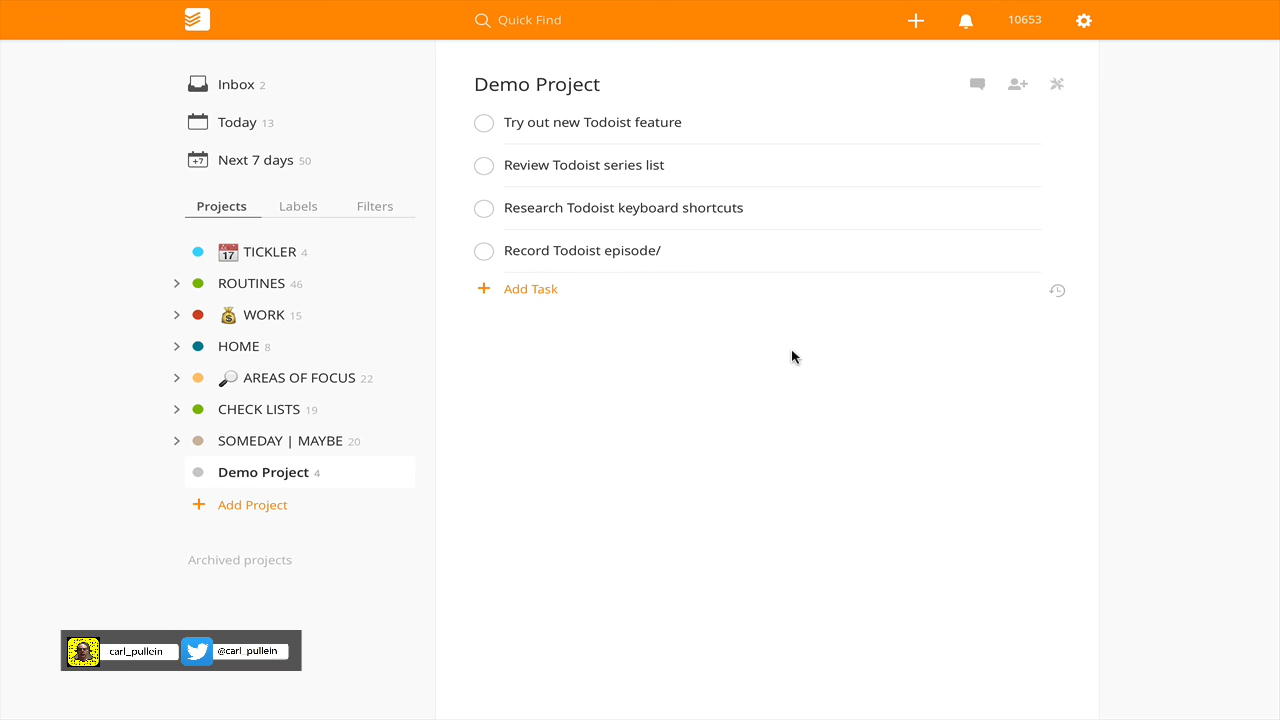 Quick Find
10653
Inbox 2
Today 13
+7 Next 7 days 50
Projects Labels Filters
17 TICKLER 4
ROUTINES 46
WORK 15
HOME 8
AREAS OF FOCUS 22
CHECK LISTS 19
SOMEDAY | MAYBE 20
Demo Project 4
+ Add Project
Archived projects
Demo Project
Try out new Todoist feature
Review Todoist series list
Research Todoist keyboard shortcuts
Record Todoist episode/
+ Add Task
carl_pullein @carl_pullein